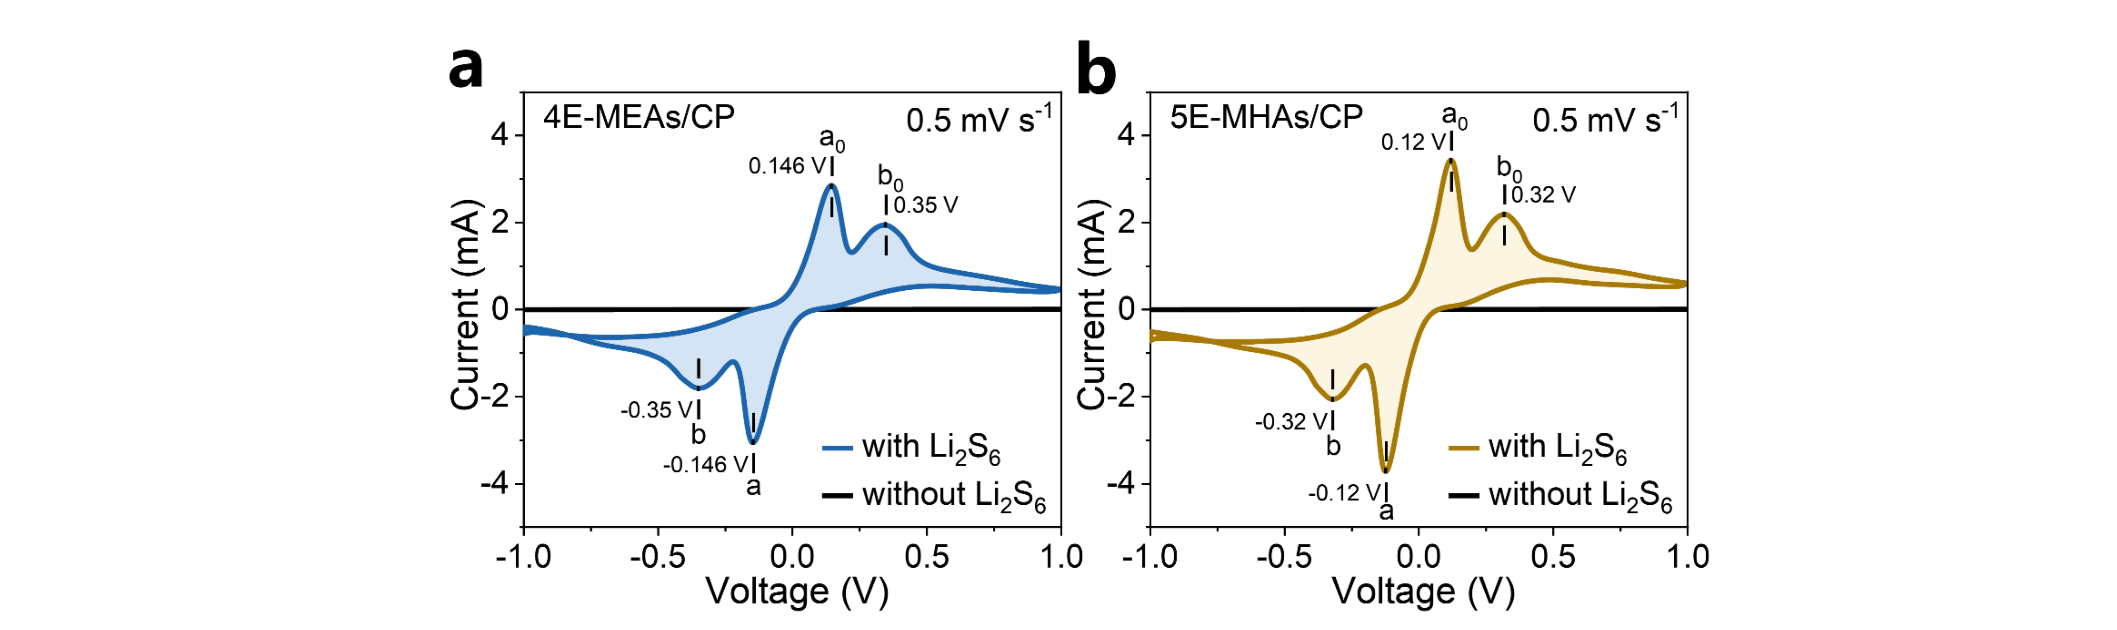 a
4E-MEAs/CP
0.5 mV s⁻¹
a₀
0.146 V
b₀
0.35 V
-0.35 V
b
-0.146 V
a
with Li₂S₆
without Li₂S₆
Current (mA)
4
2
0
-2
-4
-1.0
-0.5
0.0
0.5
1.0
Voltage (V)
b
5E-MHAs/CP
0.5 mV s⁻¹
a₀
0.12 V
b₀
0.32 V
-0.32 V
b
-0.12 V
a
with Li₂S₆
without Li₂S₆
Current (mA)
4
2
0
-2
-4
-1.0
-0.5
0.0
0.5
1.0
Voltage (V)